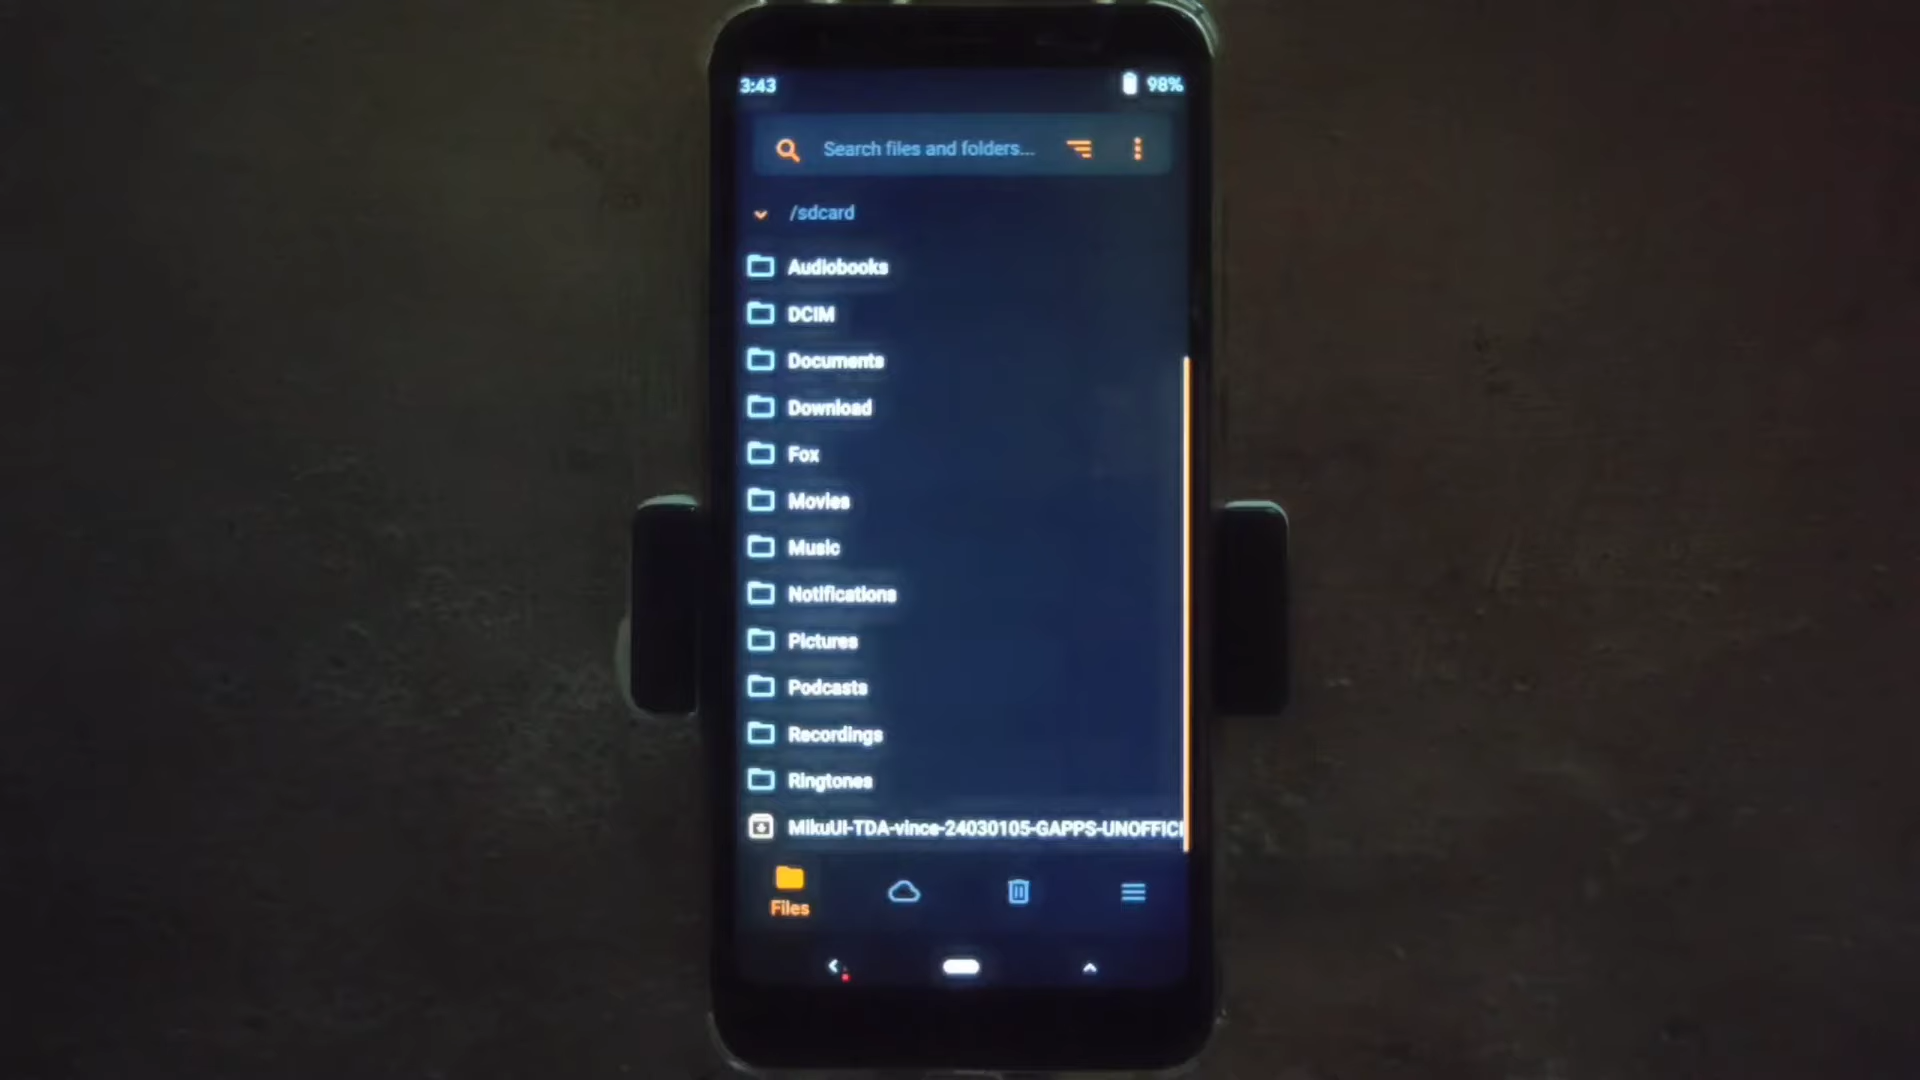 3:43 98%
Search files and folders...
/sdcard
Audiobooks
DCIM
Documents
Download
Fox
Movies
Music
Notifications
Pictures
Podcasts
Recordings
Ringtones
MikuUI-TDA-vince-24030105-GAPPS-UNOFFICI
Files